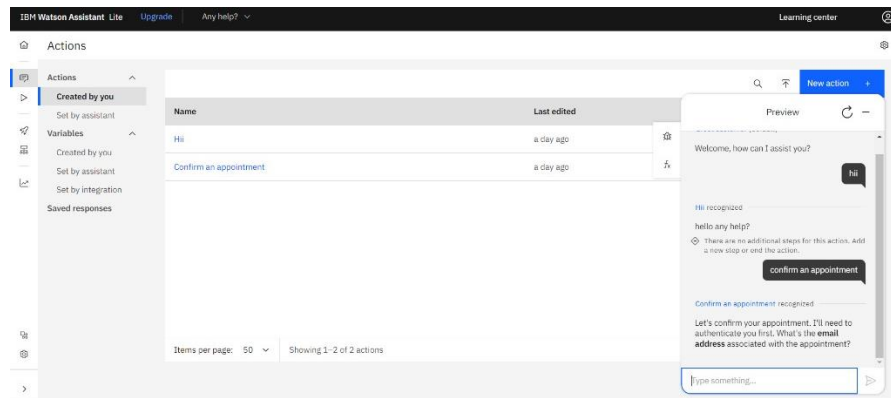 IBM Watson Assistant Lite Upgrade Any help? Learning center
Actions
Actions
Created by you
Set by assistant
Variables
Created by you
Set by assistant
Set by integration
Saved responses
New action +
Name Last edited
Hii a day ago
Confirm an appointment a day ago
Items per page: 50 Showing 1–2 of 2 actions
Preview
Welcome, how can I assist you?
hii
Hii recognized
hello any help?
There are no additional steps for this action. Add
a new step or end the action.
confirm an appointment
Confirm an appointment recognized
Let's confirm your appointment. I'll need to
authenticate you first. What's the email
address associated with the appointment?
Type something...